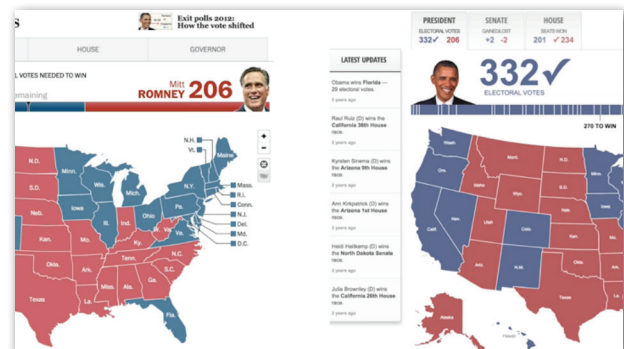 S
Exit polls 2012:
How the vote shifted
HOUSE
GOVERNOR
L VOTES NEEDED TO WIN
emaining
Mitt
ROMNEY 206
N.H.
Vt.
Maine
Mass.
R.I.
Conn.
N.J.
Del.
Md.
D.C.
N.D.
Minn.
S.D.
Wis.
Mich.
N.Y.
Neb.
Iowa
Pa.
Ill.
Ind.
Ohio
W. Va.
Va.
Kan.
Mo.
Ky.
N.C.
Tenn.
Okla.
Ark.
S.C.
Miss.
Ala.
Ga.
Texas
La.
Fla.
PRESIDENT
ELECTORAL VOTES
332✓ 206
SENATE
GAINED/LOST
+2 -2
HOUSE
SEATS WON
201 ✓234
LATEST UPDATES
Obama wins Florida —
29 electoral votes.
2 years ago
Raul Ruiz (D) wins the
California 36th House
race.
2 years ago
Kyrsten Sinema (D) wins
the Arizona 9th House
race.
2 years ago
Ann Kirkpatrick (D) wins
the Arizona 1st House
race.
2 years ago
Heidi Heitkamp (D) wins
the North Dakota Senate
race.
2 years ago
Julia Brownley (D) wins
the California 26th House
race.
2 years ago
332✓
ELECTORAL VOTES
270 TO WIN
Wash.
Mont.
N.D.
Minn.
Ore.
Idaho
S.D.
Wyo.
Neb.
Iowa
Nev.
Utah
Colo.
Calif.
Kan.
Mo.
Ariz.
N.M.
Okla.
Ark.
Texas
La.
Alaska
Hawaii